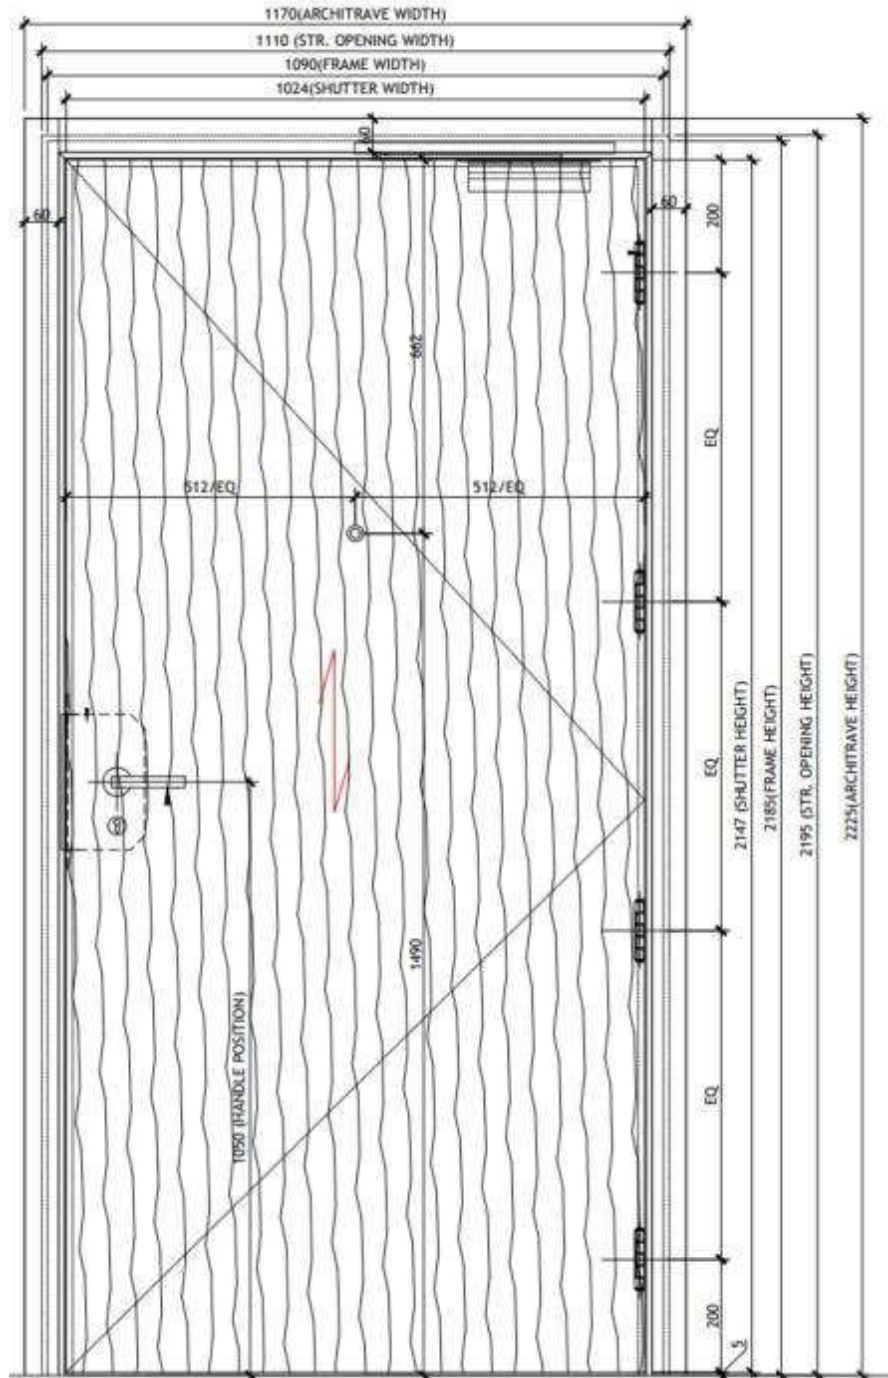 1170(ARCHITRAVE WIDTH)
1110 (STR. OPENING WIDTH)
1090(FRAME WIDTH)
1024(SHUTTER WIDTH)
60
60
60
200
662
EQ
512/EQ
512/EQ
EQ
2147 (SHUTTER HEIGHT)
2185(FRAME HEIGHT)
2195 (STR. OPENING HEIGHT)
2225(ARCHITRAVE HEIGHT)
1490
1050 (HANDLE POSITION)
EQ
200
5